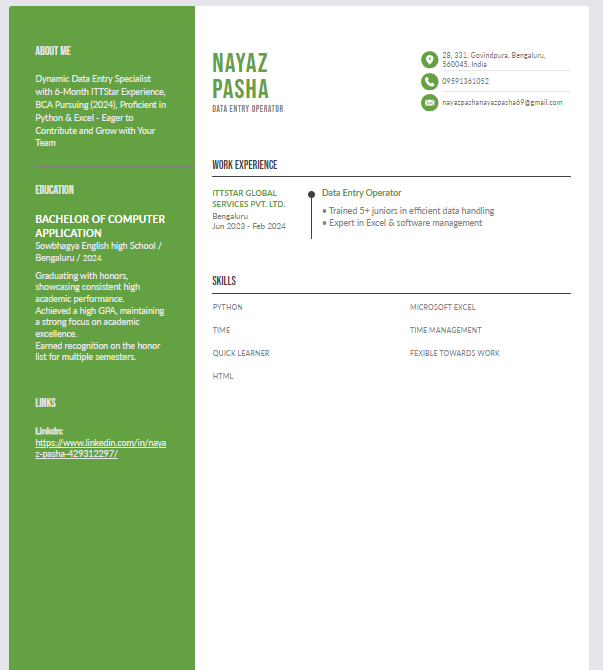 ABOUT ME
Dynamic Data Entry Specialist
with 6-Month ITTStar Experience,
BCA Pursuing (2024), Proficient in
Python & Excel - Eager to
Contribute and Grow with Your
Team
EDUCATION
BACHELOR OF COMPUTER
APPLICATION
Sowbhagya English high School /
Bengaluru / 2024
Graduating with honors,
showcasing consistent high
academic performance.
Achieved a high GPA, maintaining
a strong focus on academic
excellence.
Earned recognition on the honor
list for multiple semesters.
LINKS
Linkdn:
https://www.linkedin.com/in/naya
z-pasha-429312297/
NAYAZ
PASHA
DATA ENTRY OPERATOR
28, 331, Govindpura, Bengaluru,
560045, India
09591361052
nayazpashanayazpasha69@gmail.com
WORK EXPERIENCE
ITTSTAR GLOBAL
SERVICES PVT. LTD.
Bengaluru
Jun 2023 - Feb 2024
Data Entry Operator
• Trained 5+ juniors in efficient data handling
• Expert in Excel & software management
SKILLS
PYTHON
MICROSOFT EXCEL
TIME
TIME MANAGEMENT
QUICK LEARNER
FEXIBLE TOWARDS WORK
HTML